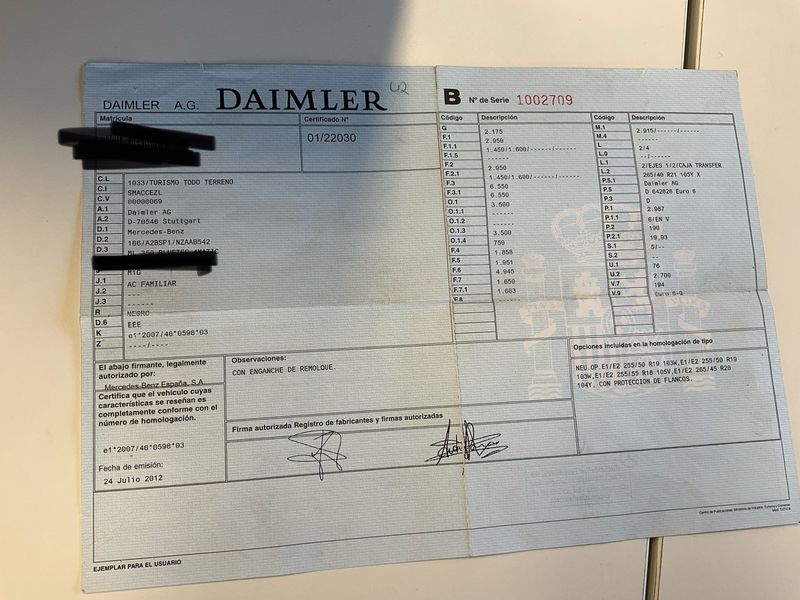 DAIMLER A.G. DAIMLER
B Nº de Serie 1002709
Matrícula
Certificado Nº
01/22030
C.L 1033/TURISMO TODO TERRENO
C.I SMACCEZL
C.V 00000069
A.1 Daimler AG
A.2 D-70546 Stuttgart
D.1 Mercedes-Benz
D.2 166/A2BSP1/NZAAB542
D.3 ML 350
M1G
J.1 AC FAMILIAR
J.2 ---
J.3 ------
R NEGRO
D.6 EEE
K e1*2007/46*0598*03
Z ----/----
Código Descripción
G 2.175
F.1 2.950
F.1.1 1.450/1.600/------/------
F.1.5 ------
F.2 2.950
F.2.1 1.450/1.600/------/------
F.3 6.550
F.3.1 6.550
O.1 3.500
O.1.1 ------
O.1.2 ------
O.1.3 3.500
O.1.4 750
F.4 1.858
F.5 1.951
F.6 4.945
F.7 1.650
F.7.1 1.663
F.8 ------
Código Descripción
M.1 2.915/------/------
M.4 ------
L 2/4
L.0 --/------
L.1 2/EJES 1/2/CAJA TRANSFER.
L.2 265/40 R21 105Y X
P.5.1 Daimler AG
P.5 D 642826 Euro 6
P.3 D
P.1 2.987
P.1.1 6/EN V
P.2 190
P.2.1 19,93
S.1 5/--
S.2 --
U.1 76
U.2 2.700
V.7 194
V.9
El abajo firmante, legalmente
autorizado por:
Mercedes-Benz España, S.A.
Certifica que el vehículo cuyas
características se reseñan es
completamente conforme con el
número de homologación.
e1*2007/46*0598*03
Fecha de emisión:
24 Julio 2012
Observaciones:
CON ENGANCHE DE REMOLQUE.
Firma autorizada Registro de fabricantes y firmas autorizadas
Opciones incluidas en la homologación de tipo
NEU.OP.E1/E2 255/50 R19 103W,E1/E2 255/50 R19
103W,E1/E2 255/55 R18 105V,E1/E2 265/45 R20
104Y, CON PROTECCION DE FLANCOS.
EJEMPLAR PARA EL USUARIO
Centro de Publicaciones. Ministerio de Industria, Turismo y Comercio